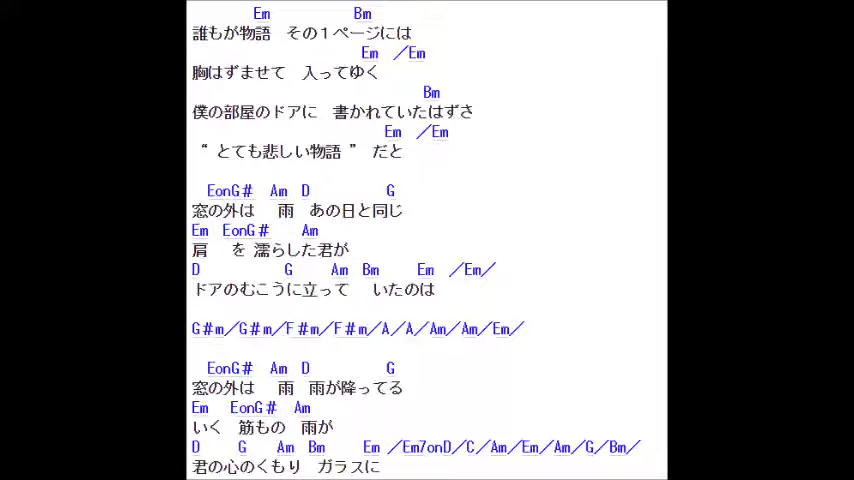 Em Bm
誰もが物語 その１ページには
Em ／Em
胸はずませて 入ってゆく
Bm
僕の部屋のドアに 書かれていたはずさ
Em ／Em
“ とても悲しい物語 ” だと
EonG＃ Am D G
窓の外は 雨 あの日と同じ
Em EonG＃ Am
肩 を 濡らした君が
D G Am Bm Em ／Em／
ドアのむこうに立って いたのは
G＃m／G＃m／F＃m／F＃m／A／A／Am／Am／Em／
EonG＃ Am D G
窓の外は 雨 雨が降ってる
Em EonG＃ Am
いく 筋もの 雨が
D G Am Bm Em ／Em7onD／C／Am／Em／Am／G／Bm／
君の心のくもり ガラスに